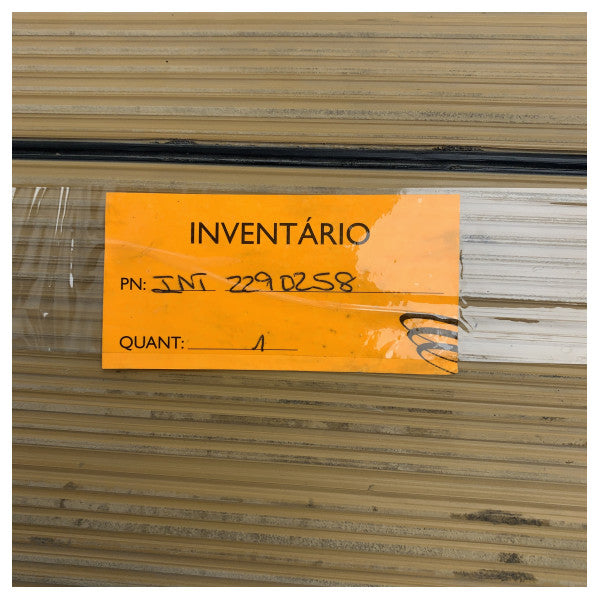 INVENTÁRIO
PN: INT 2290258
QUANT: 1